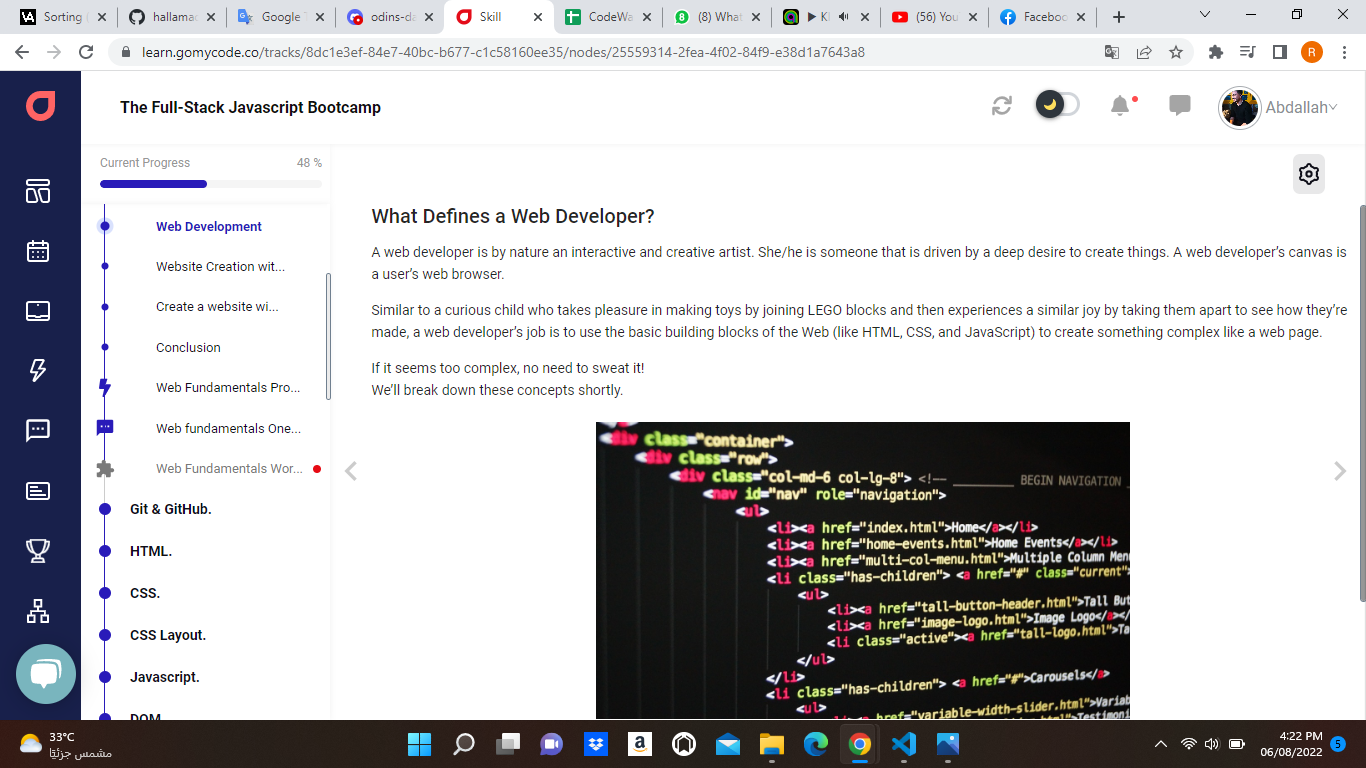 Sorting (
hallamac
Google T
odins-da
Skill
CodeWa
(8) What
(56) You
Faceboo
learn.gomycode.co/tracks/8dc1e3ef-84e7-40bc-b677-c1c58160ee35/nodes/25559314-2fea-4f02-84f9-e38d1a7643a8
R
The Full-Stack Javascript Bootcamp
Abdallah
Current Progress 48 %
Web Development
Website Creation wit...
Create a website wi...
Conclusion
Web Fundamentals Pro...
Web fundamentals One...
Web Fundamentals Wor...
Git & GitHub.
HTML.
CSS.
CSS Layout.
Javascript.
DOM
What Defines a Web Developer?
A web developer is by nature an interactive and creative artist. She/he is someone that is driven by a deep desire to create things. A web developer’s canvas is
a user’s web browser.
Similar to a curious child who takes pleasure in making toys by joining LEGO blocks and then experiences a similar joy by taking them apart to see how they’re
made, a web developer’s job is to use the basic building blocks of the Web (like HTML, CSS, and JavaScript) to create something complex like a web page.
If it seems too complex, no need to sweat it!
We’ll break down these concepts shortly.
<div class="container">
<div class="row">
<div class="col-md-6 col-lg-8"> <!-- BEGIN NAVIGATION
<nav id="nav" role="navigation">
<ul>
<li><a href="index.html">Home</a></li>
<li><a href="home-events.html">Home Events</a></li>
<li><a href="multi-col-menu.html">Multiple Column Men
<li class="has-children"> <a href="#" class="current">
<ul>
<li><a href="tall-button-header.html">Tall But
<li><a href="image-logo.html">Image Logo</a></
<li class="active"><a href="tall-logo.html">Ta
</ul>
</li>
<li class="has-children"> <a href="#">Carousels</a>
<ul>
<li><a href="variable-width-slider.html">Variab
Testimoni
33°C
مشمس جزئيًا
4:22 PM
06/08/2022
5